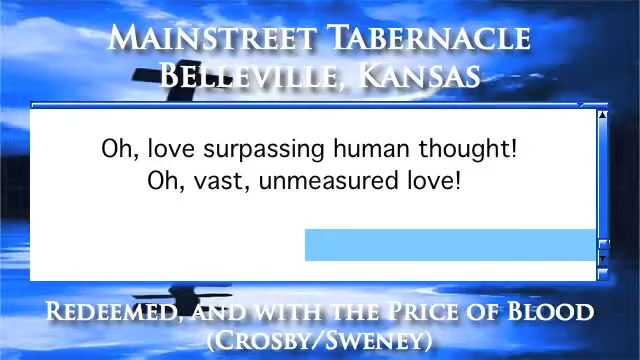 Mainstreet Tabernacle
Belleville, Kansas
Oh, love surpassing human thought!
Oh, vast, unmeasured love!
Redeemed, and with the Price of Blood
(Crosby/Sweney)